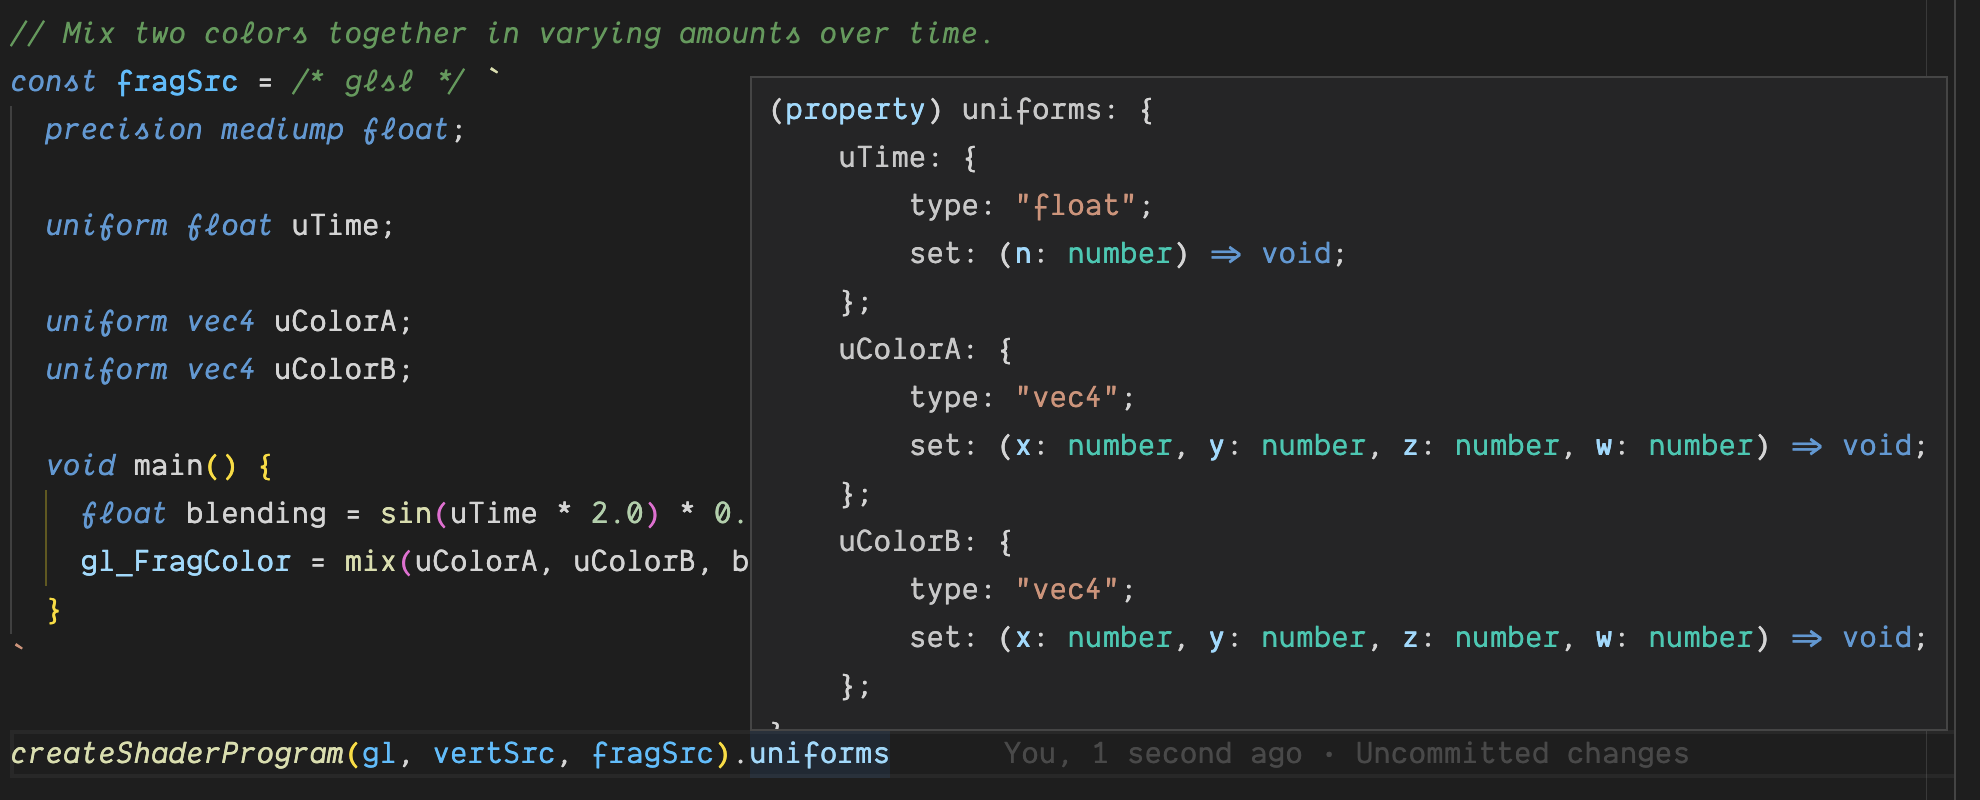 // Mix two colors together in varying amounts over time.
const fragSrc = /* glsl */ `
precision mediump float;
uniform float uTime;
uniform vec4 uColorA;
uniform vec4 uColorB;
void main() {
float blending = sin(uTime * 2.0) * 0.
gl_FragColor = mix(uColorA, uColorB, b
}
`
(property) uniforms: {
uTime: {
type: "float";
set: (n: number) => void;
};
uColorA: {
type: "vec4";
set: (x: number, y: number, z: number, w: number) => void;
};
uColorB: {
type: "vec4";
set: (x: number, y: number, z: number, w: number) => void;
};
createShaderProgram(gl, vertSrc, fragSrc).uniforms You, 1 second ago · Uncommitted changes